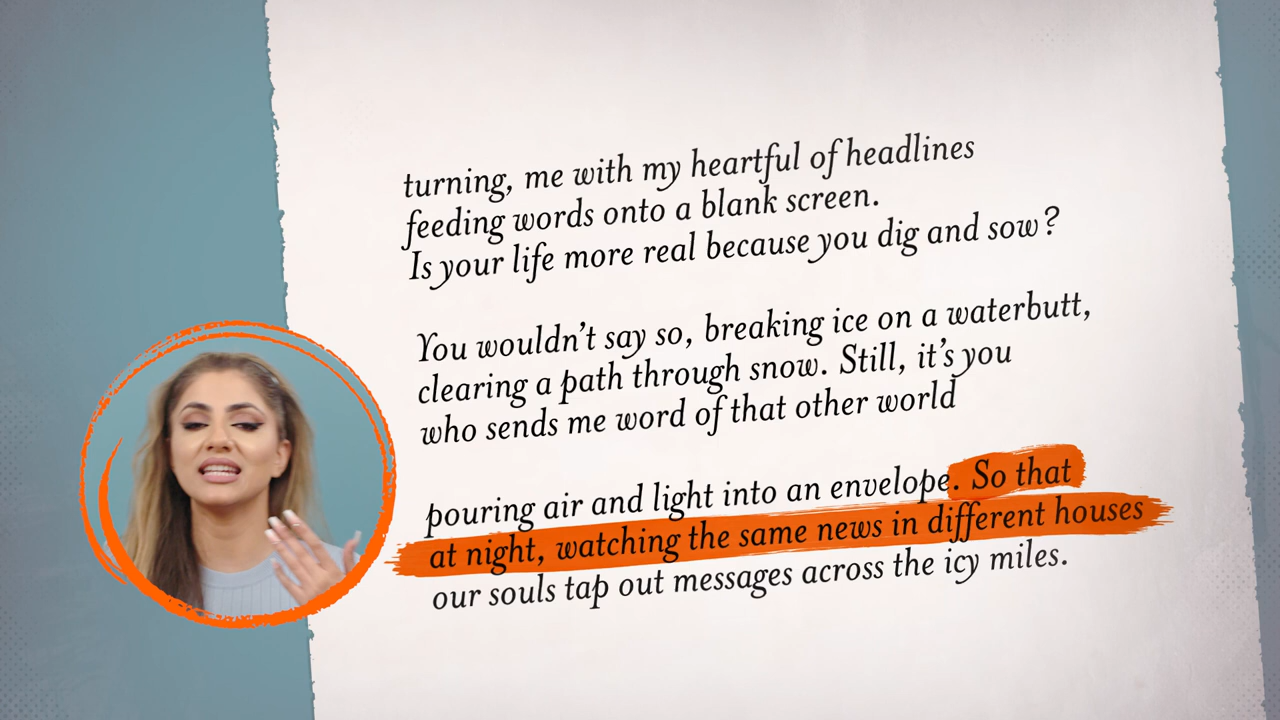 turning, me with my heartful of headlines
feeding words onto a blank screen.
Is your life more real because you dig and sow?
You wouldn't say so, breaking ice on a waterbutt,
clearing a path through snow. Still, it's you
who sends me word of that other world
pouring air and light into an envelope. So that
at night, watching the same news in different houses
our souls tap out messages across the icy miles.